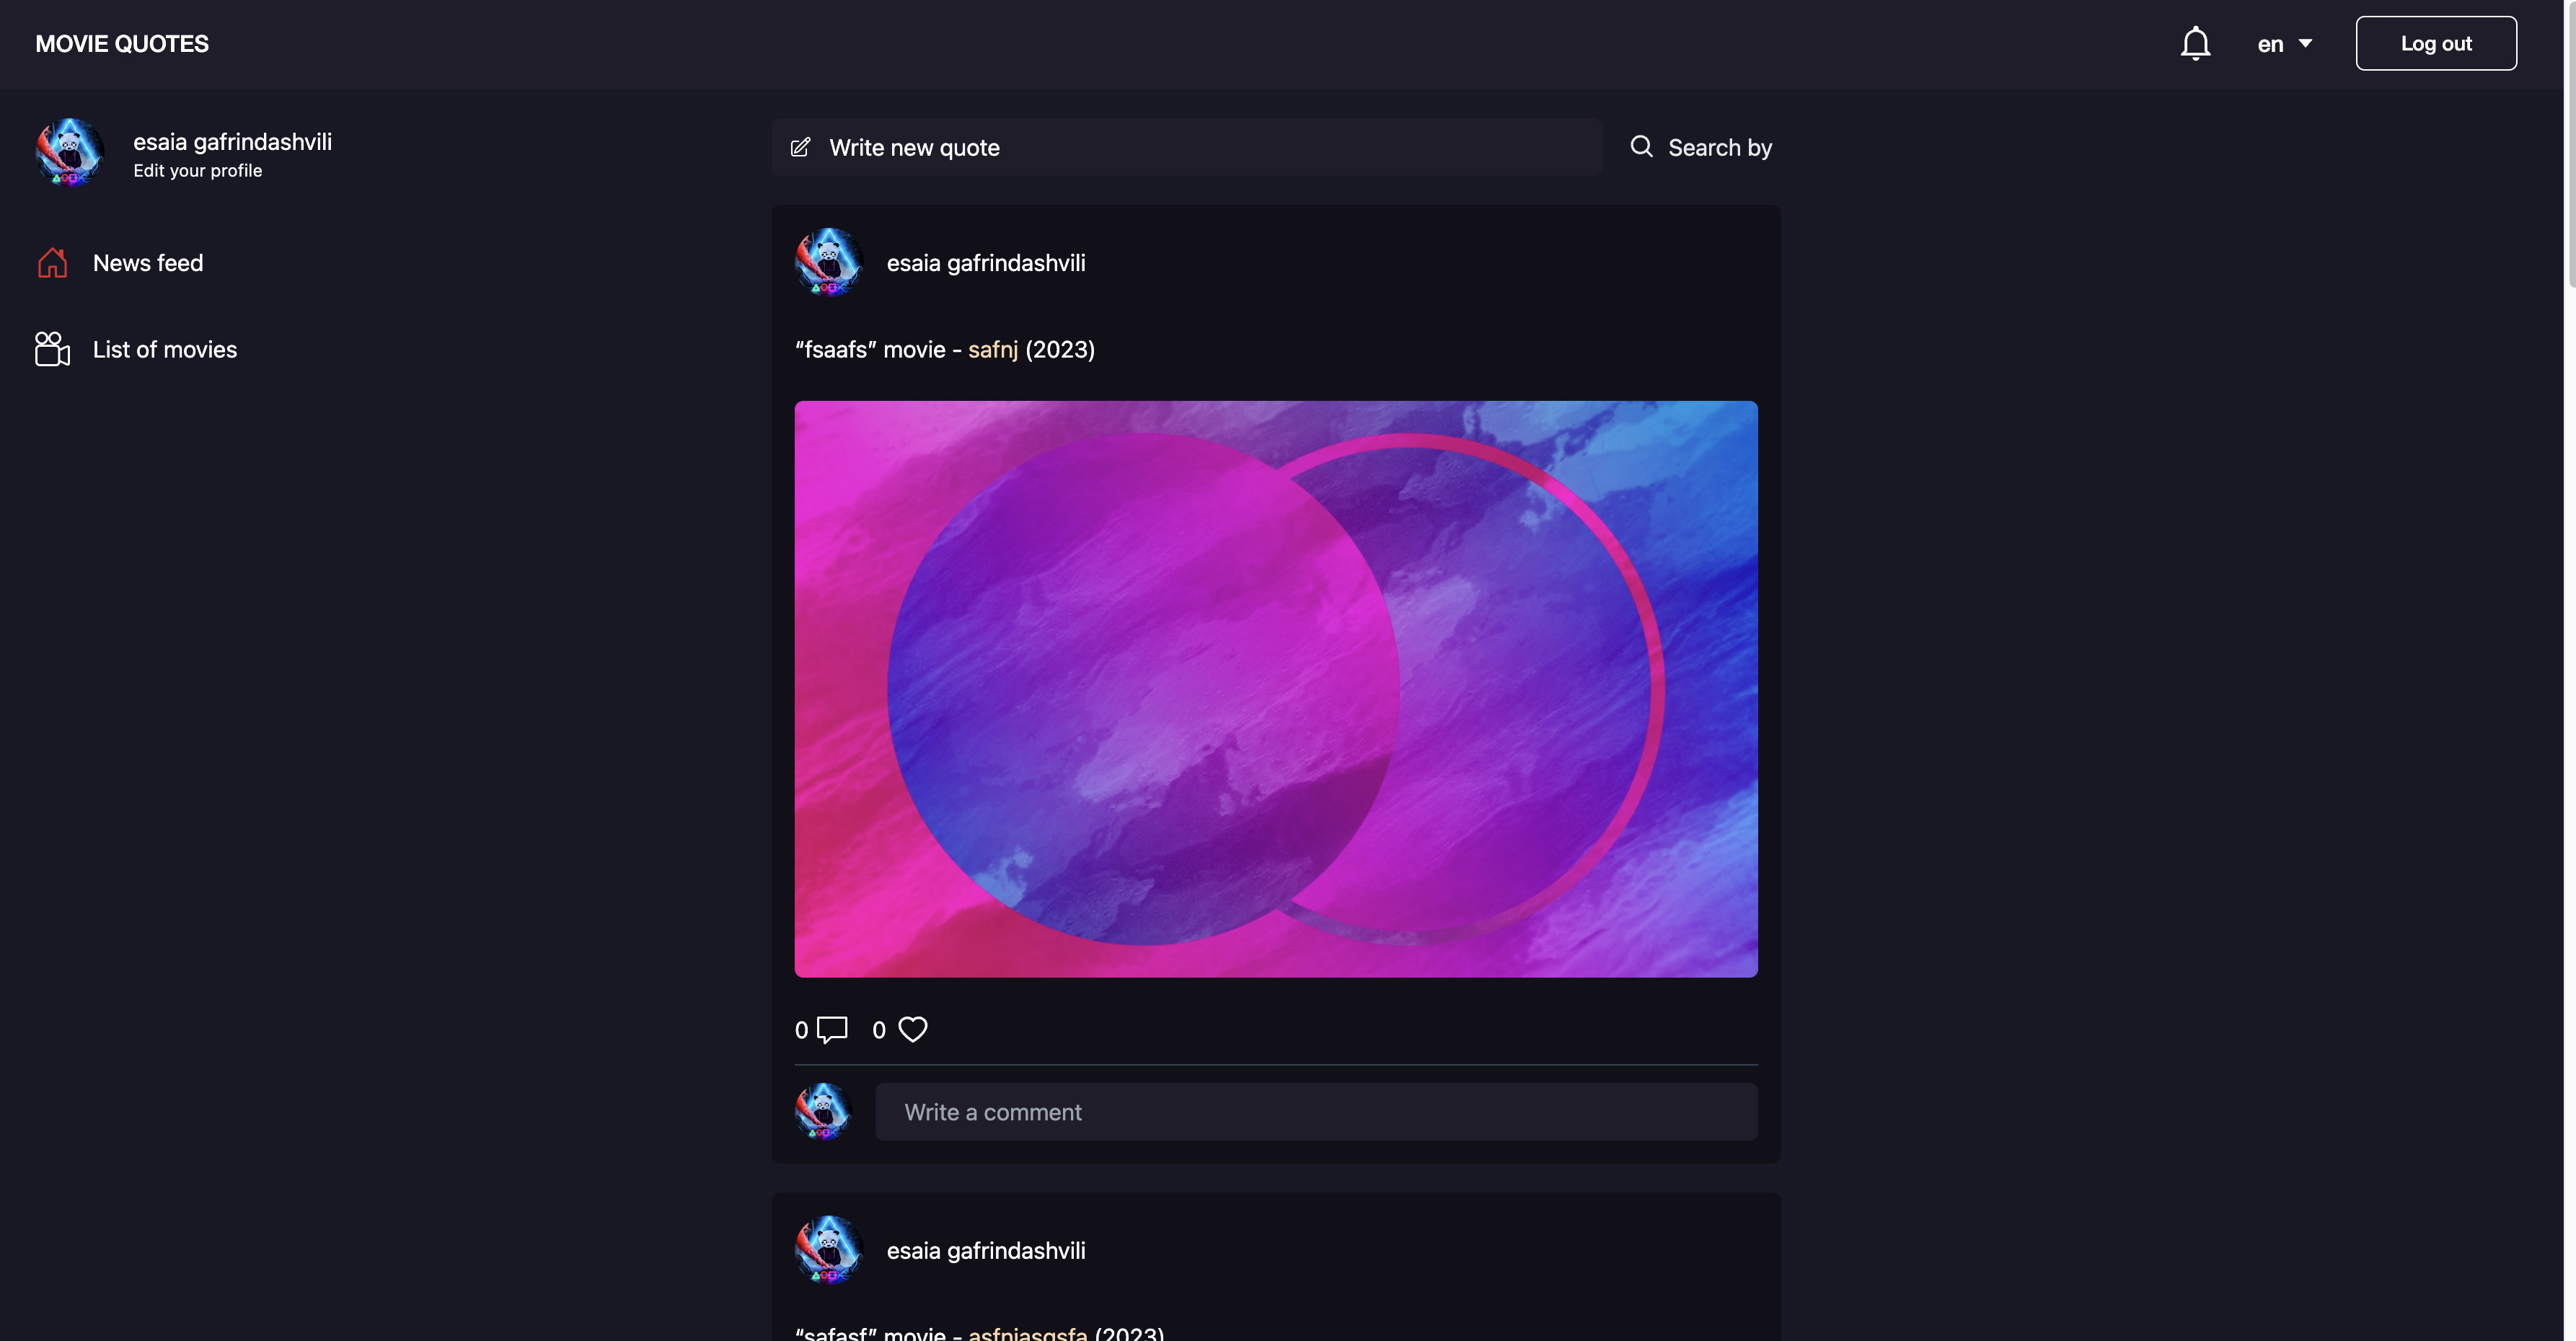 MOVIE QUOTES
en
Log out
esaia gafrindashvili
Edit your profile
News feed
List of movies
Write new quote
Search by
esaia gafrindashvili
“fsaafs” movie - safnj (2023)
0
0
Write a comment
esaia gafrindashvili
“safasf” movie - asfnjasgsfa (2023)